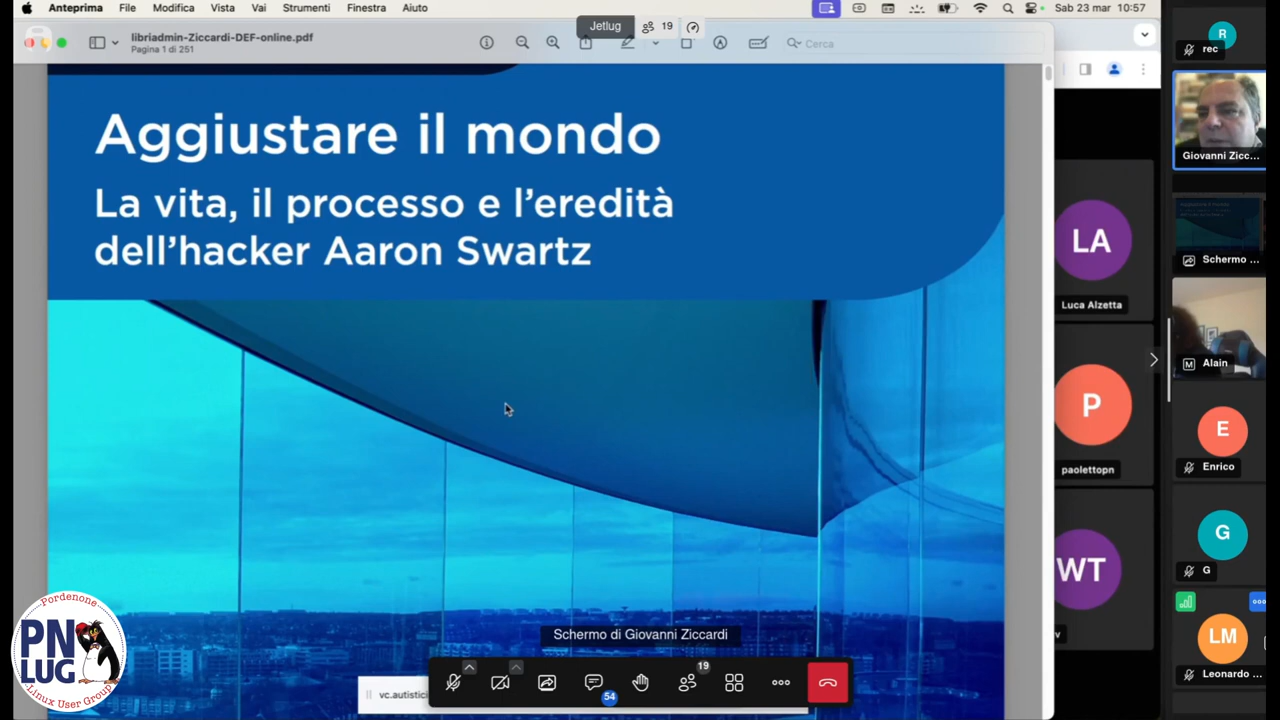 Anteprima File Modifica Vista Vai Strumenti Finestra Aiuto
Sab 23 mar 10:57
Jetlug 19
libriadmin-Ziccardi-DEF-online.pdf
Pagina 1 di 251
Cerca
Aggiustare il mondo
La vita, il processo e l'eredità
dell'hacker Aaron Swartz
LA
Luca Alzetta
P
paolettopn
WT
v
R
rec
Giovanni Zicc...
Schermo ...
M Alain
E
Enrico
G
G
LM
Leonardo ...
Schermo di Giovanni Ziccardi
19
54
vc.autistici
Pordenone
PN
LUG
Linux User Group